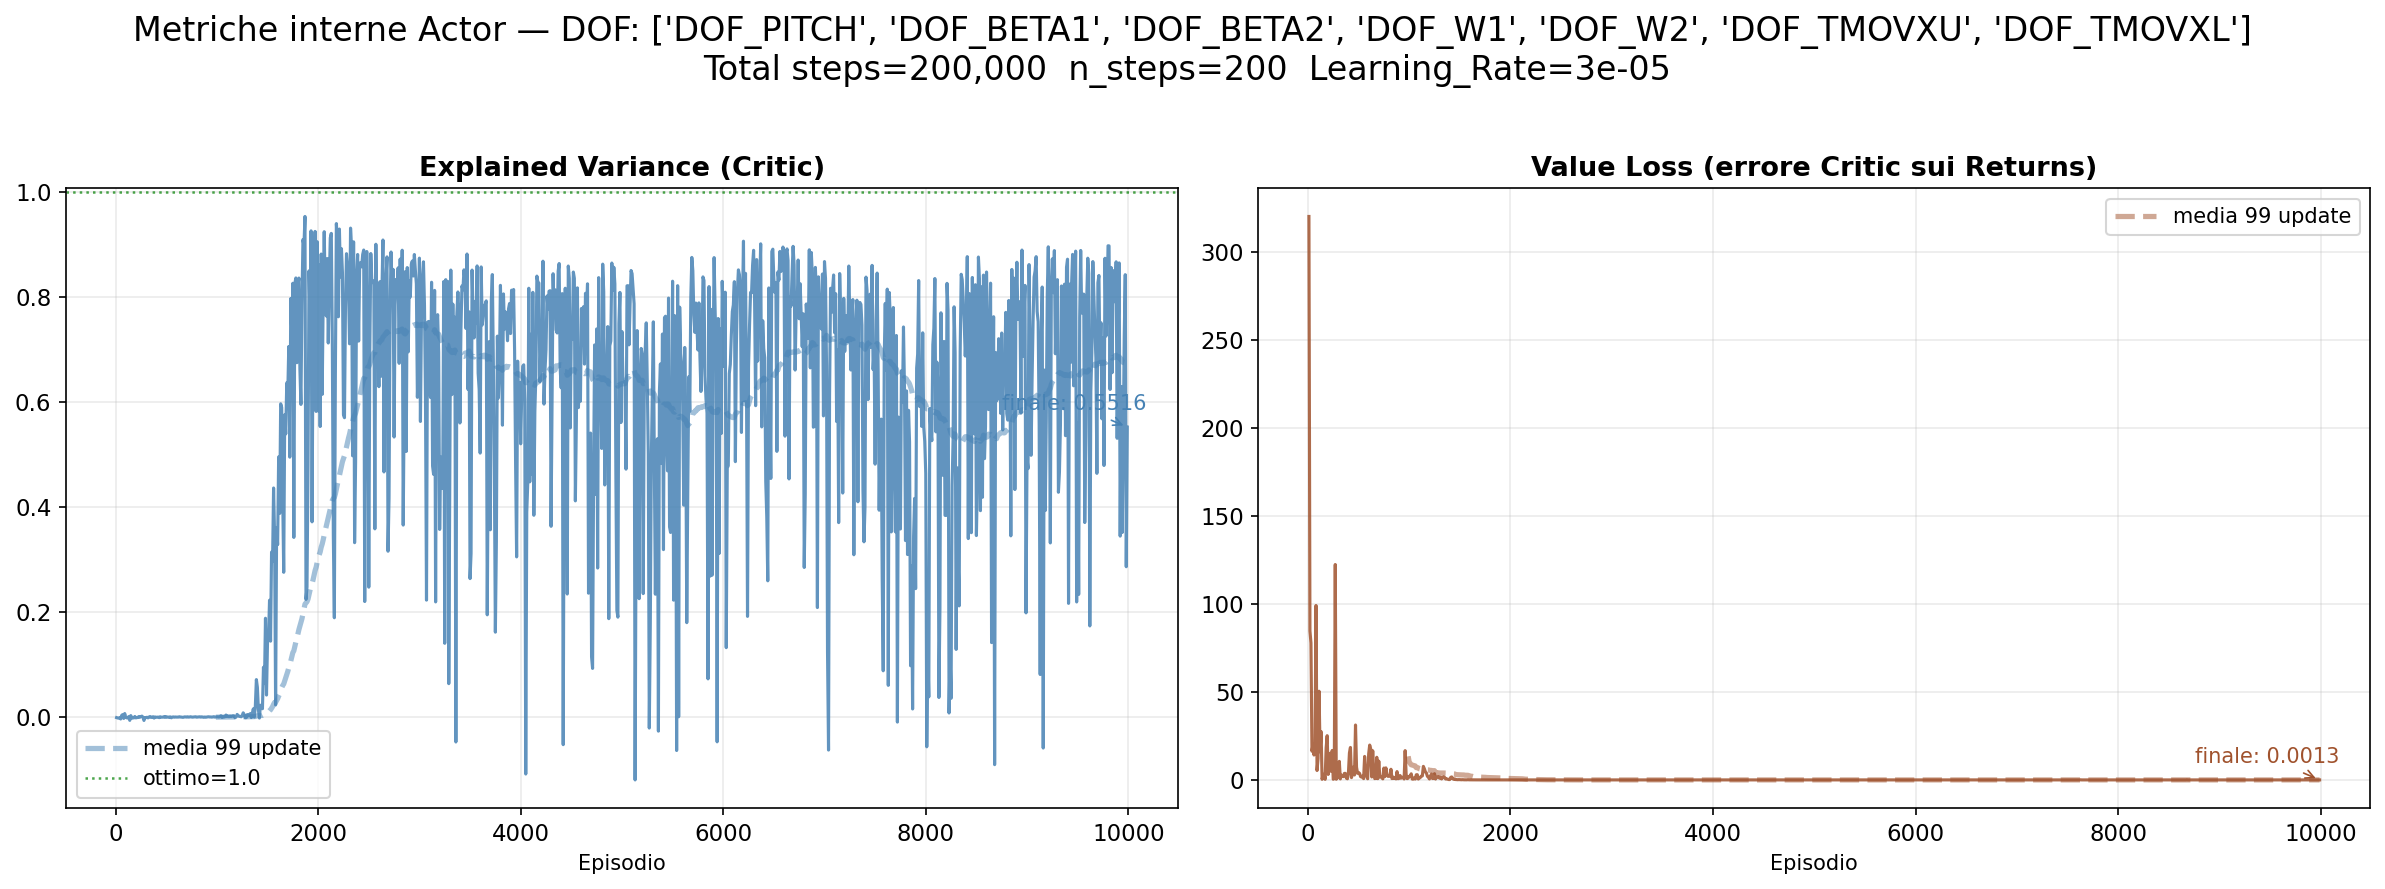 Metriche interne Actor — DOF: ['DOF_PITCH', 'DOF_BETA1', 'DOF_BETA2', 'DOF_W1', 'DOF_W2', 'DOF_TMOVXU', 'DOF_TMOVXL']
Total steps=200,000  n_steps=200  Learning_Rate=3e-05
Explained Variance (Critic)
1.0
0.8
0.6
0.4
0.2
0.0
finale: 0.5516
media 99 update
ottimo=1.0
0
2000
4000
6000
8000
10000
Episodio
Value Loss (errore Critic sui Returns)
media 99 update
300
250
200
150
100
50
0
finale: 0.0013
0
2000
4000
6000
8000
10000
Episodio